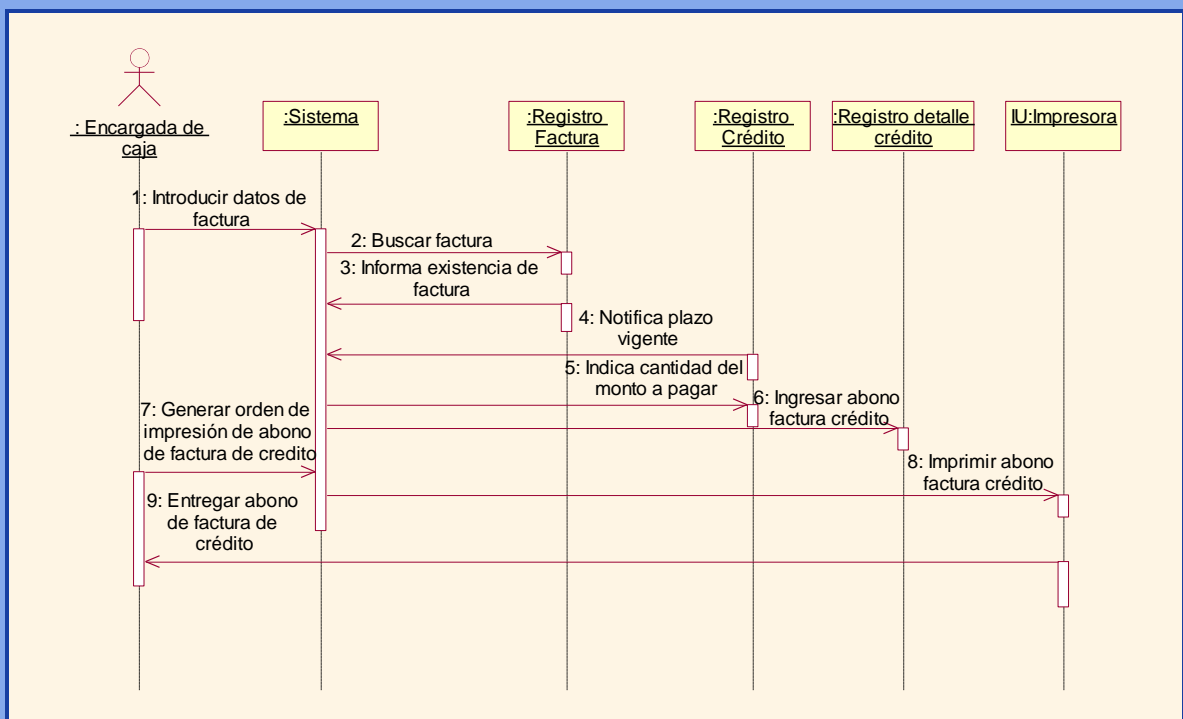 : Encargada de
caja
:Sistema
:Registro
Factura
:Registro
Crédito
:Registro detalle
crédito
IU:Impresora
1: Introducir datos de
factura
2: Buscar factura
3: Informa existencia de
factura
4: Notifica plazo
vigente
5: Indica cantidad del
monto a pagar
6: Ingresar abono
factura crédito
7: Generar orden de
impresión de abono
de factura de credito
8: Imprimir abono
factura crédito
9: Entregar abono
de factura de
crédito